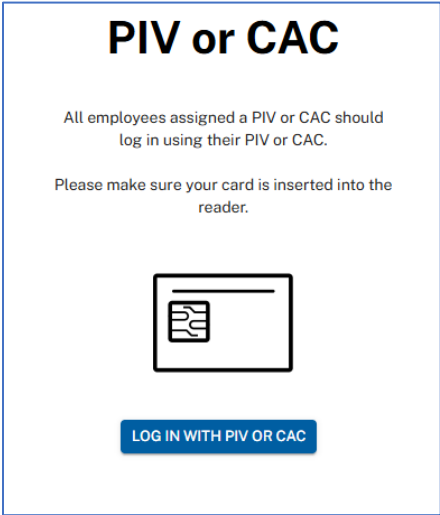 PIV or CAC
All employees assigned a PIV or CAC should
log in using their PIV or CAC.
Please make sure your card is inserted into the
reader.
LOG IN WITH PIV OR CAC